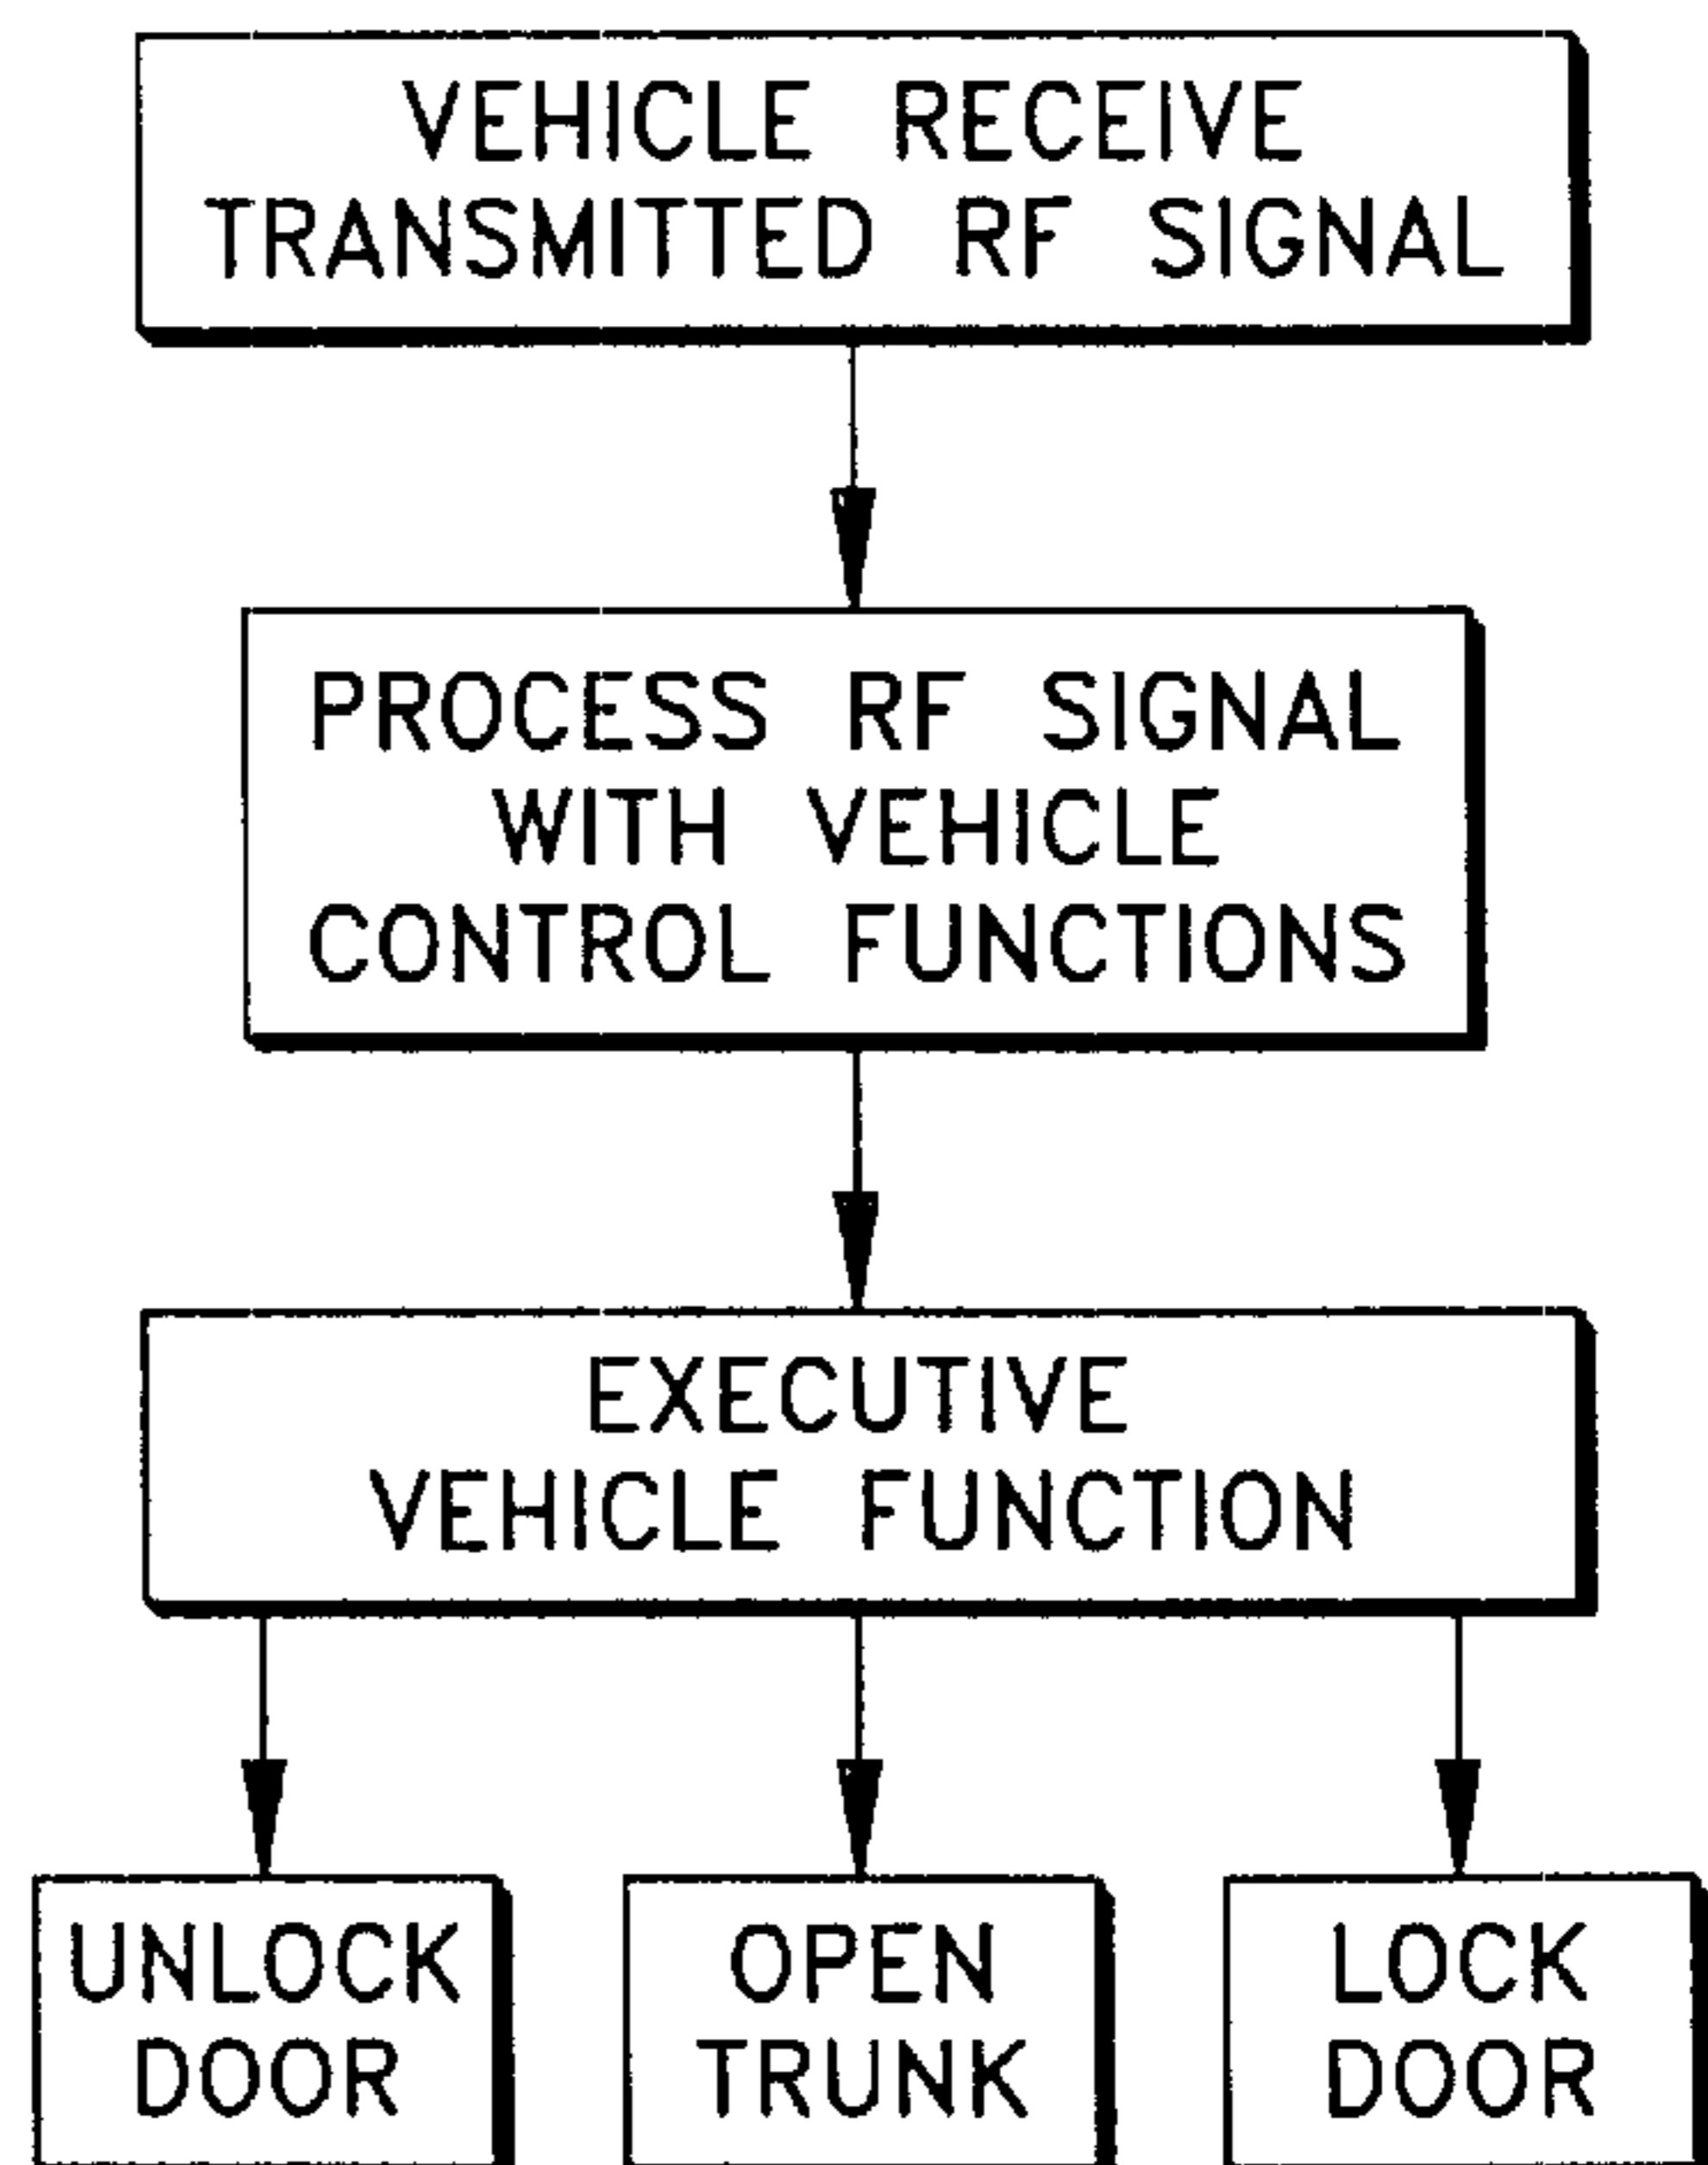 VEHICLE RECEIVE
TRANSMITTED RF SIGNAL
PROCESS RF SIGNAL
WITH VEHICLE
CONTROL FUNCTIONS
EXECUTIVE
VEHICLE FUNCTION
UNLOCK
DOOR
OPEN
TRUNK
LOCK
DOOR